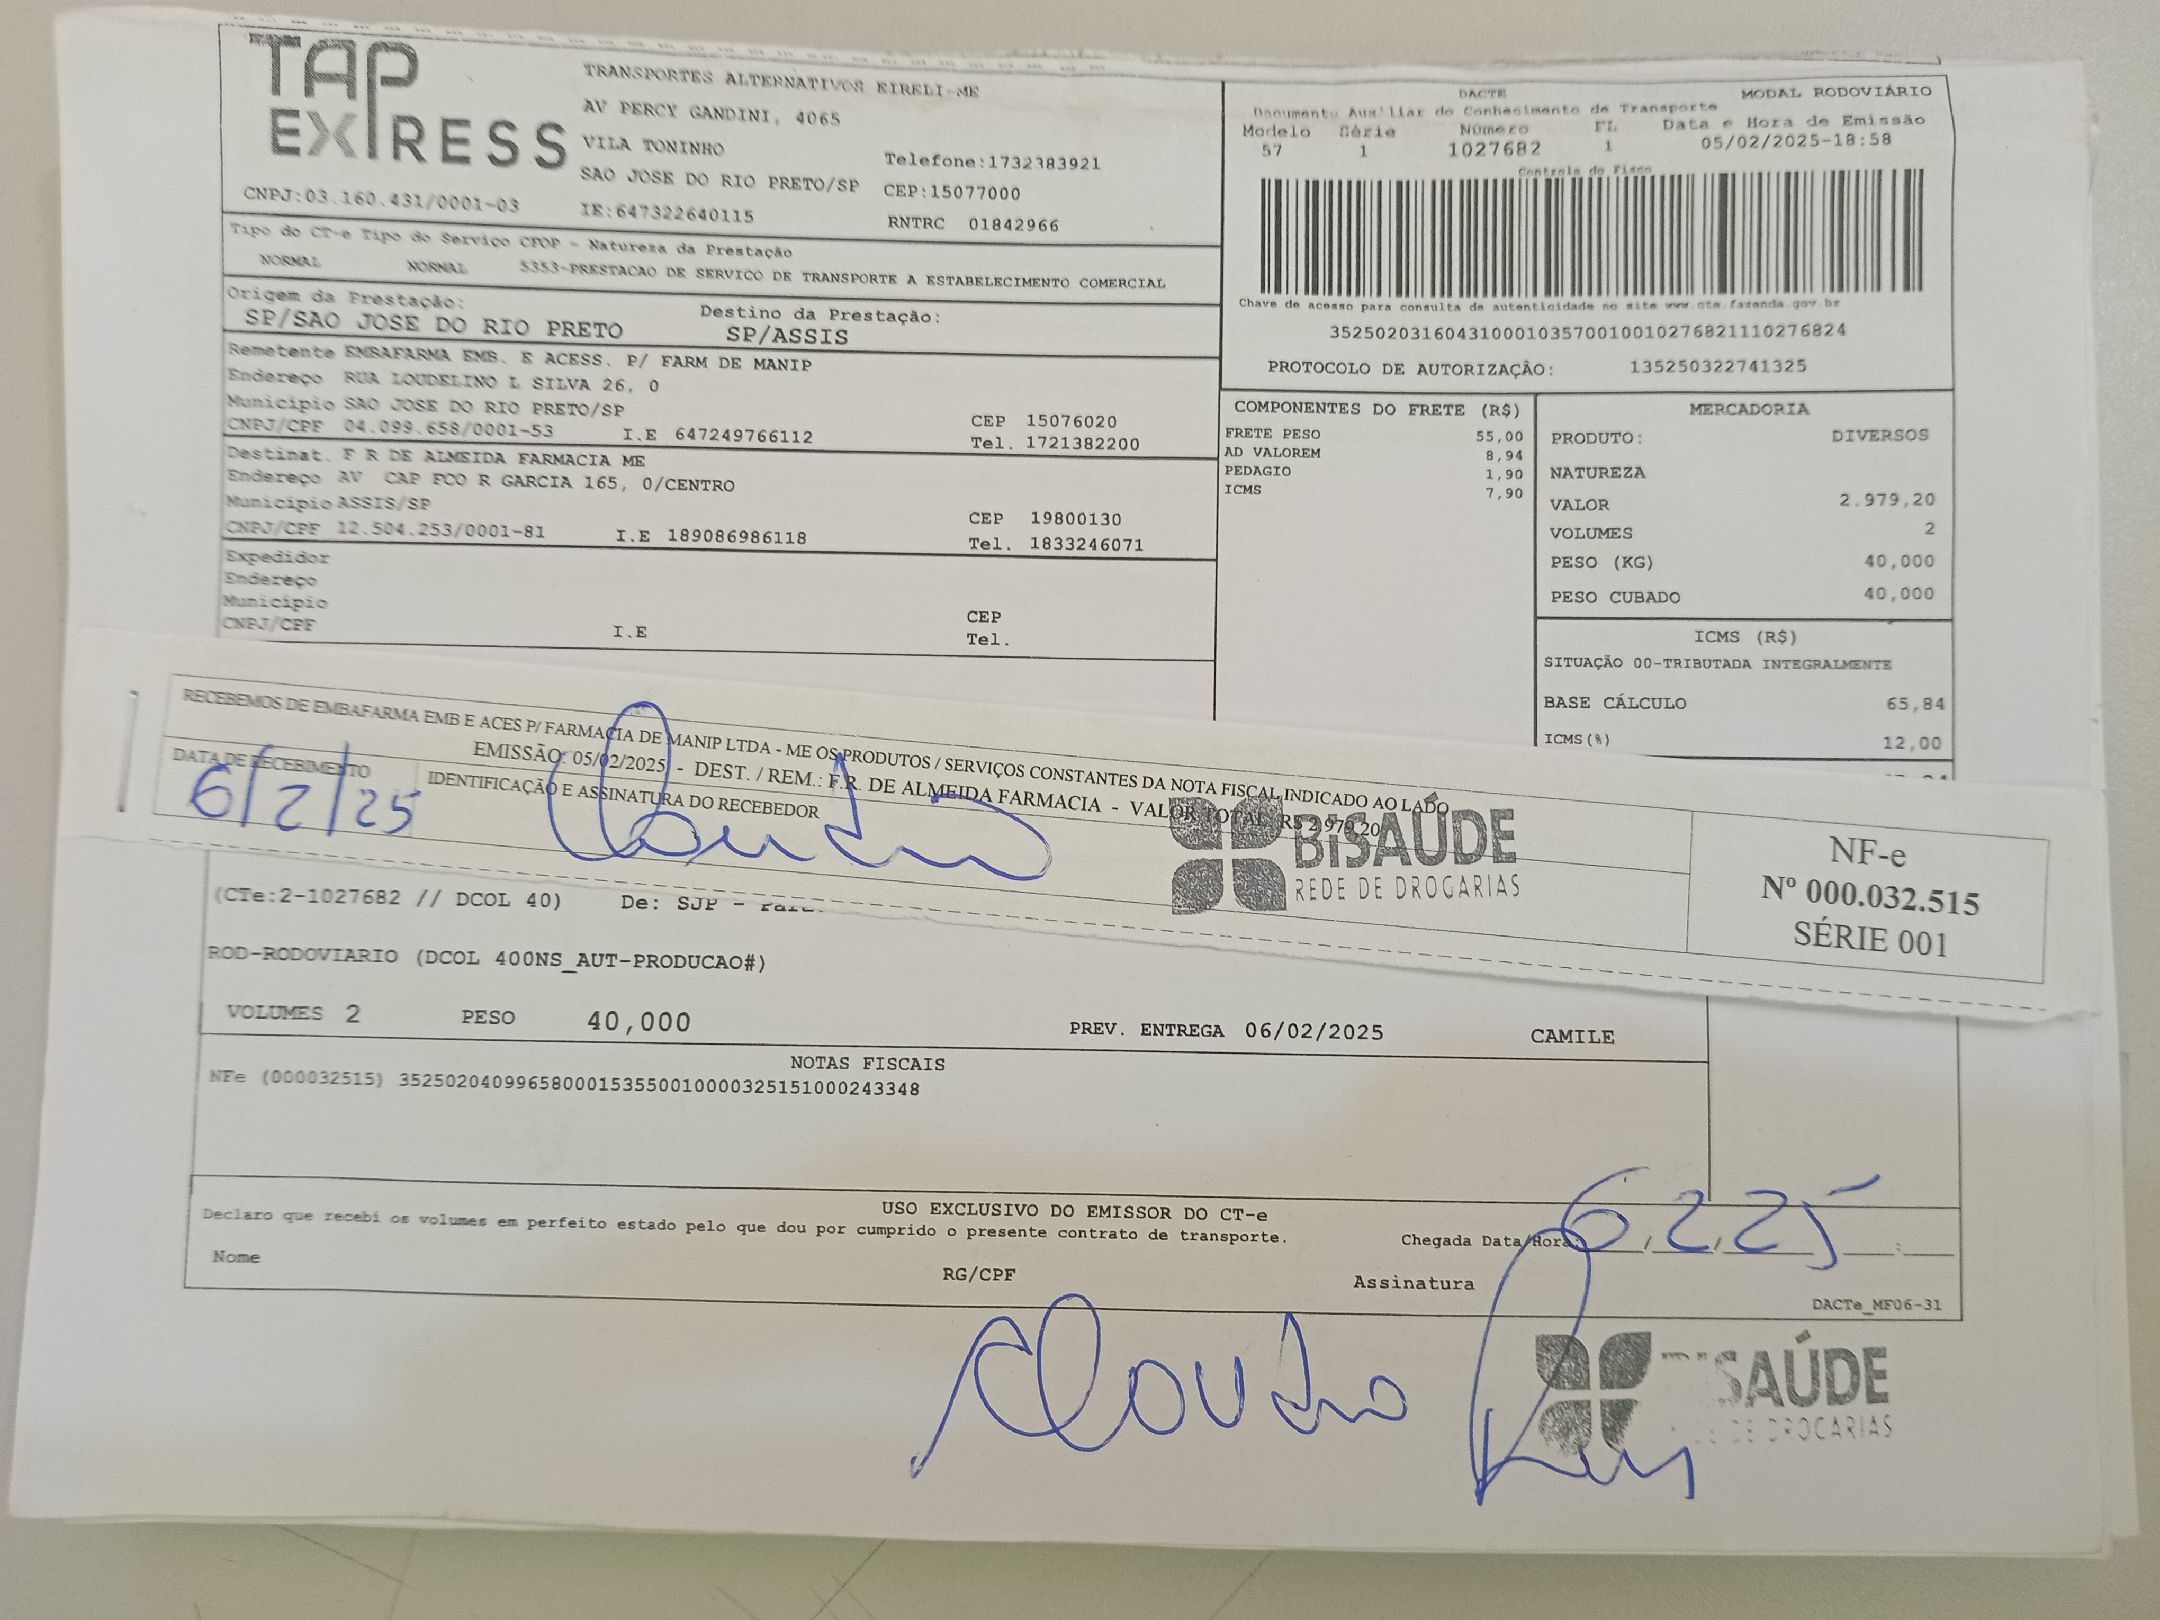 TAP EXPRESS
TRANSPORTES ALTERNATIVOS EIRELI-ME
AV PERCY GANDINI, 4065
VILA TONINHO
Telefone:1732383921
SAO JOSE DO RIO PRETO/SP CEP:15077000
CNPJ:03.160.431/0001-03 IE:647322640115 RNTRC 01842966
Tipo do CT-e Tipo do Serviço CFOP - Natureza da Prestação
NORMAL NORMAL 5353-PRESTACAO DE SERVICO DE TRANSPORTE A ESTABELECIMENTO COMERCIAL
Origem da Prestação: Destino da Prestação:
SP/SAO JOSE DO RIO PRETO SP/ASSIS
Remetente EMBAFARMA EMB. E ACESS. P/ FARM DE MANIP
Endereço RUA LOUDELINO L SILVA 26, 0
Município SAO JOSE DO RIO PRETO/SP CEP 15076020
CNPJ/CPF 04.099.658/0001-53 I.E 647249766112 Tel. 1721382200
Destinat. F R DE ALMEIDA FARMACIA ME
Endereço AV CAP FCO R GARCIA 165, 0/CENTRO
Município ASSIS/SP CEP 19800130
CNPJ/CPF 12.504.253/0001-81 I.E 189086986118 Tel. 1833246071
Expedidor
Endereço
Município CEP
CNPJ/CPF I.E Tel.
DACTE MODAL RODOVIÁRIO
Documento Auxiliar do Conhecimento de Transporte
Modelo Série Número FL Data e Hora de Emissão
57 1 1027682 1 05/02/2025-18:58
Controle do Fisco
Chave de acesso para consulta de autenticidade no site www.cte.fazenda.gov.br
35250203160431000103570010010276821110276824
PROTOCOLO DE AUTORIZAÇÃO: 135250322741325
COMPONENTES DO FRETE (R$)
FRETE PESO 55,00
AD VALOREM 8,94
PEDAGIO 1,90
ICMS 7,90
MERCADORIA
PRODUTO: DIVERSOS
NATUREZA
VALOR 2.979,20
VOLUMES 2
PESO (KG) 40,000
PESO CUBADO 40,000
ICMS (R$)
SITUAÇÃO 00-TRIBUTADA INTEGRALMENTE
BASE CÁLCULO 65,84
ICMS(%) 12,00
RECEBEMOS DE EMBAFARMA EMB E ACES P/ FARMACIA DE MANIP LTDA - ME OS PRODUTOS / SERVIÇOS CONSTANTES DA NOTA FISCAL INDICADO AO LADO
EMISSÃO: 05/02/2025 - DEST. / REM.: F.R. DE ALMEIDA FARMACIA - VALOR TOTAL: R$ 2.979,20
DATA DE RECEBIMENTO IDENTIFICAÇÃO E ASSINATURA DO RECEBEDOR
6/2/25
BiSAÚDE
REDE DE DROGARIAS
NF-e
Nº 000.032.515
SÉRIE 001
(CTe:2-1027682 // DCOL 40) De: SJP -
ROD-RODOVIARIO (DCOL 400NS_AUT-PRODUCAO#)
VOLUMES 2 PESO 40,000 PREV. ENTREGA 06/02/2025 CAMILE
NOTAS FISCAIS
NFe (000032515) 35250204099658000153550010000325151000243348
USO EXCLUSIVO DO EMISSOR DO CT-e
Declaro que recebi os volumes em perfeito estado pelo que dou por cumprido o presente contrato de transporte.
Chegada Data/Hora: 6,2,25
Nome RG/CPF Assinatura
DACTe_MF06-31
BISAÚDE
REDE DE DROGARIAS